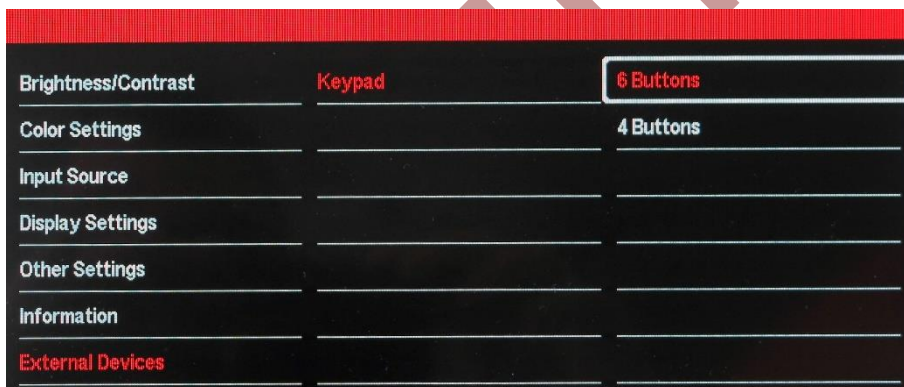 Brightness/Contrast
Keypad
6 Buttons
Color Settings
4 Buttons
Input Source
Display Settings
Other Settings
Information
External Devices